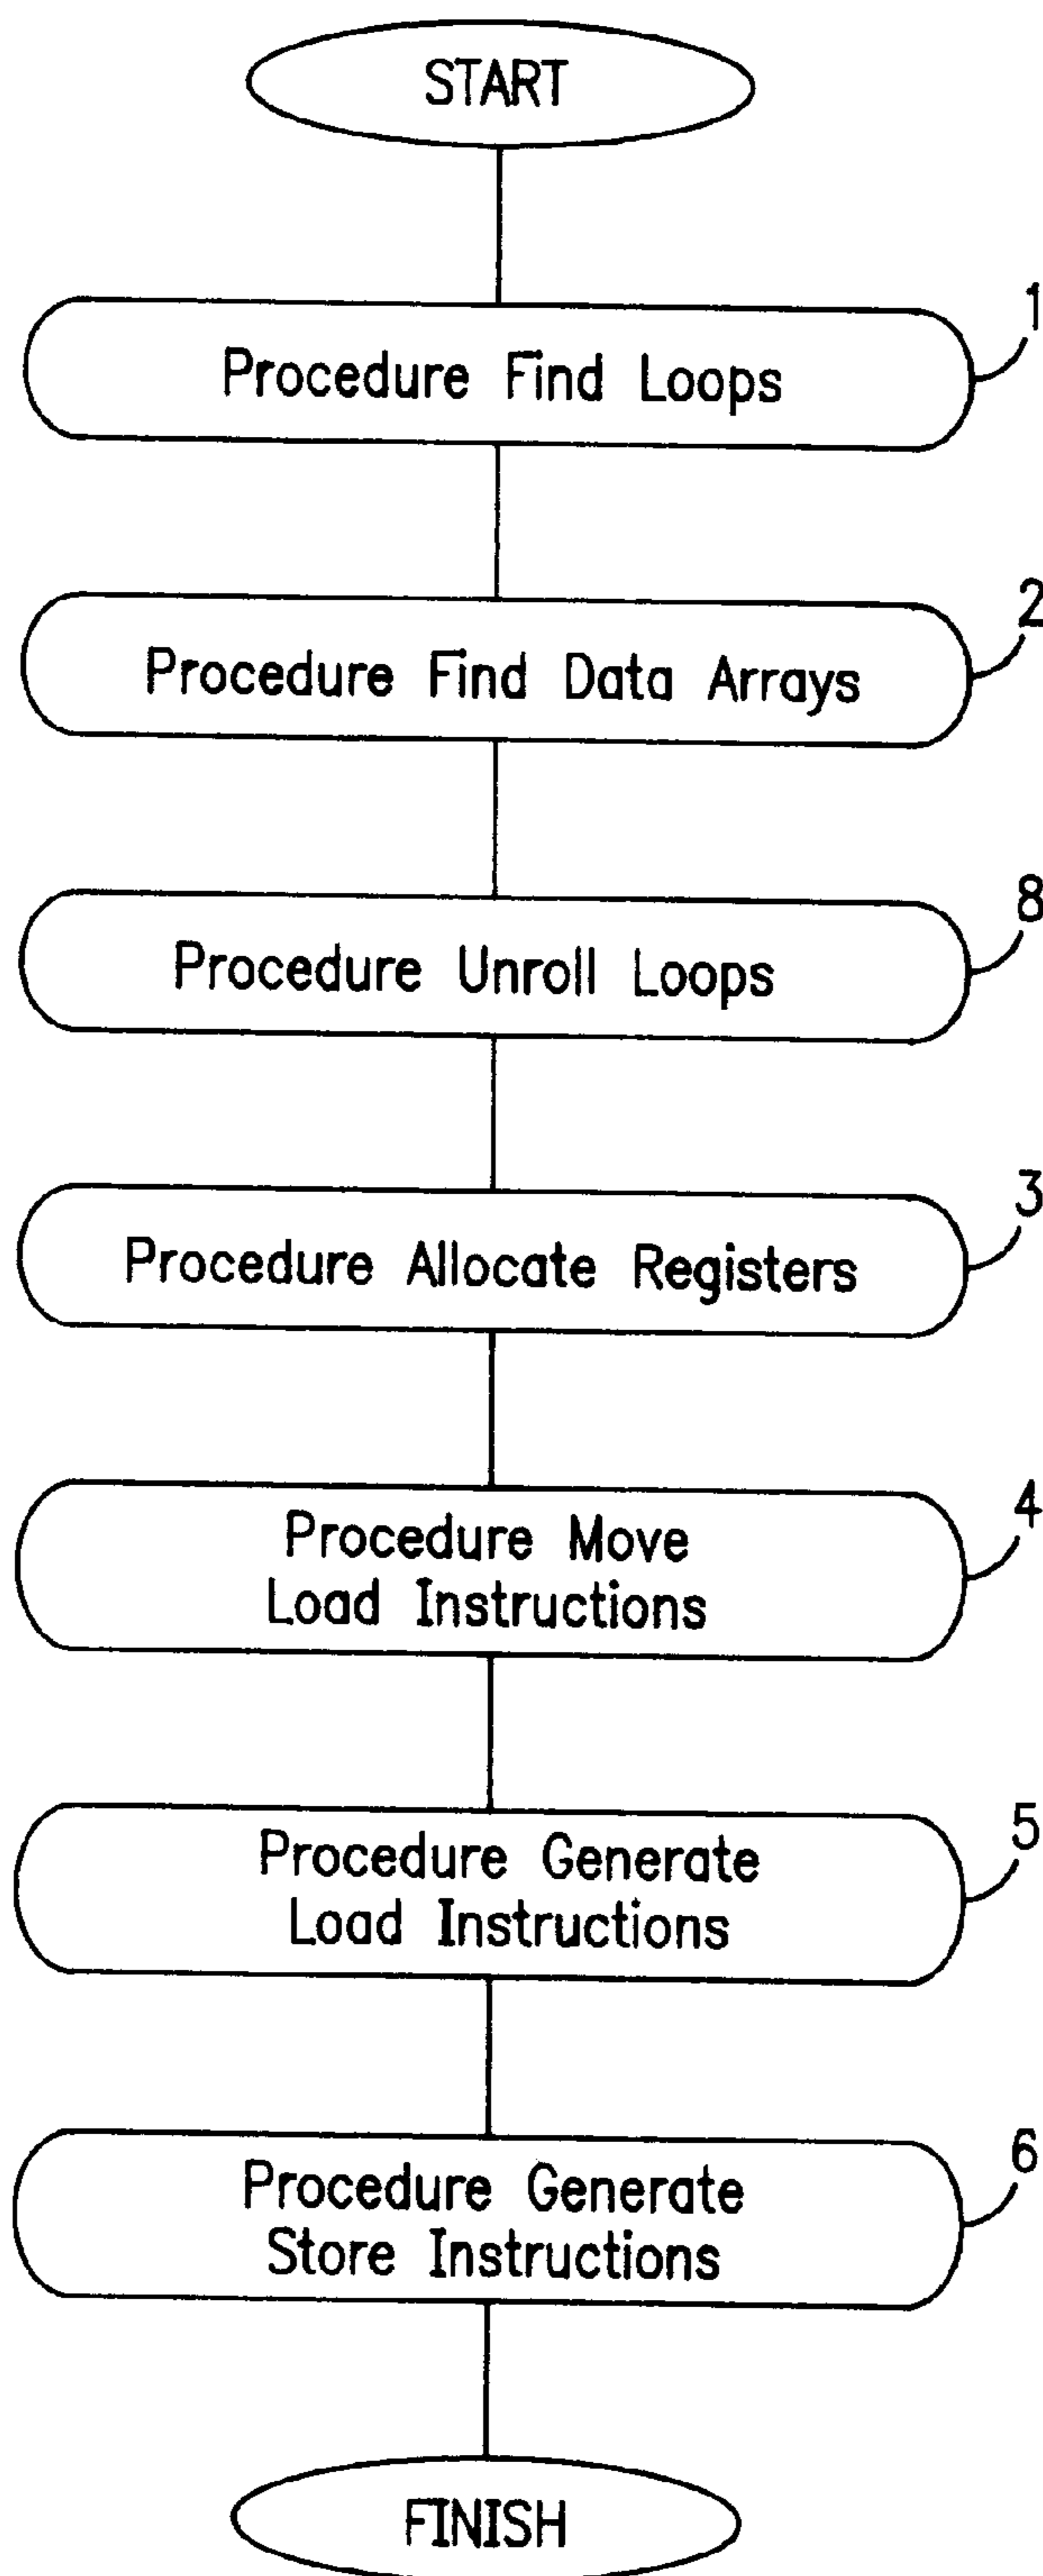 START
1
Procedure Find Loops
2
Procedure Find Data Arrays
8
Procedure Unroll Loops
3
Procedure Allocate Registers
4
Procedure Move
Load Instructions
5
Procedure Generate
Load Instructions
6
Procedure Generate
Store Instructions
FINISH